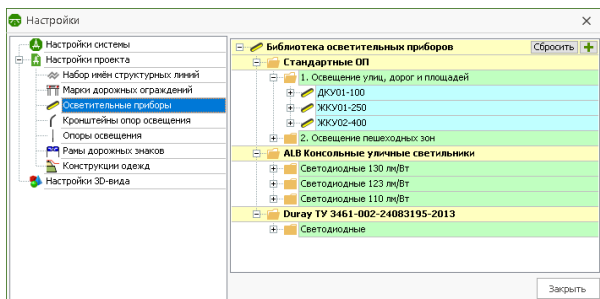 Настройки
Настройки системы
Настройки проекта
Набор имён структурных линий
Марки дорожных ограждений
Осветительные приборы
Кронштейны опор освещения
Опоры освещения
Рамы дорожных знаков
Конструкции одежд
Настройки 3D-вида
Библиотека осветительных приборов
Сбросить
Стандартные ОП
1. Освещение улиц, дорог и площадей
ДКУ01-100
ЖКУ01-250
ЖКУ02-400
2. Освещение пешеходных зон
ALB Консольные уличные светильники
Светодиодные 130 лм/Вт
Светодиодные 123 лм/Вт
Светодиодные 110 лм/Вт
Duray ТУ 3461-002-24083195-2013
Светодиодные
Закрыть